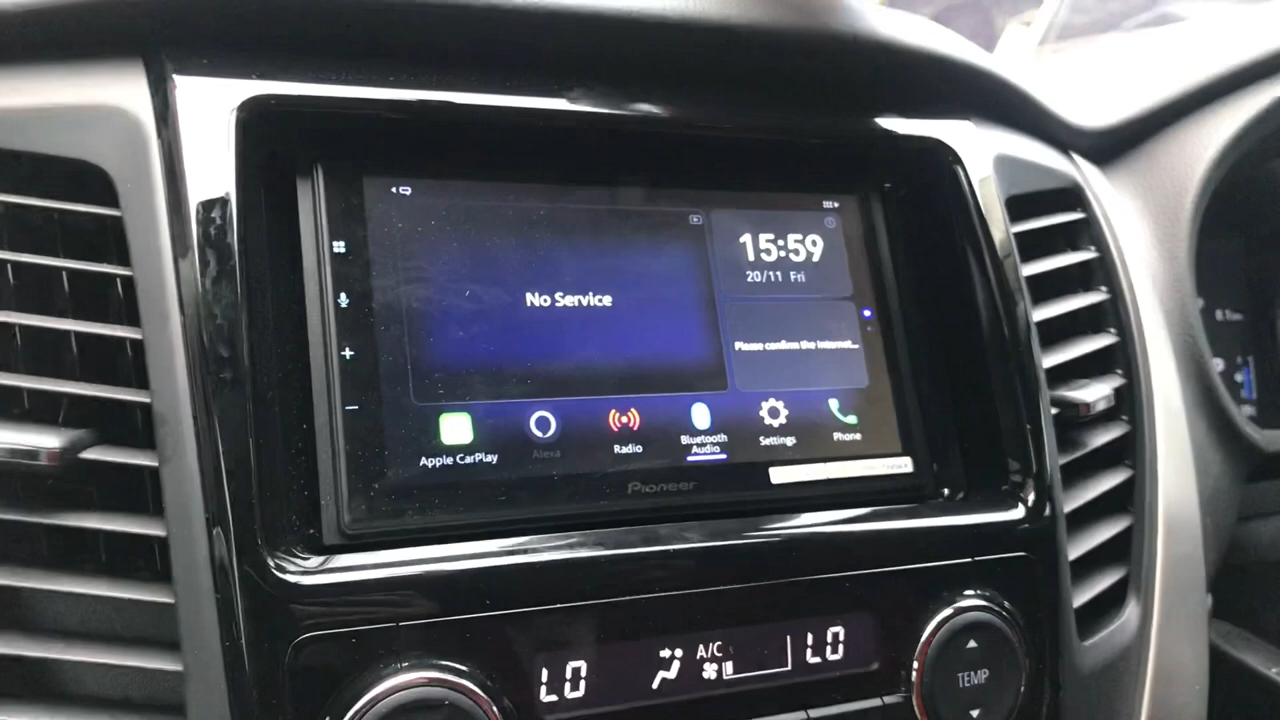 15:59
20/11 Fri
No Service
Please confirm the Internet...
Apple CarPlay
Alexa
Radio
Bluetooth
Audio
Settings
Phone
Pioneer
LO
A/C
LO
TEMP